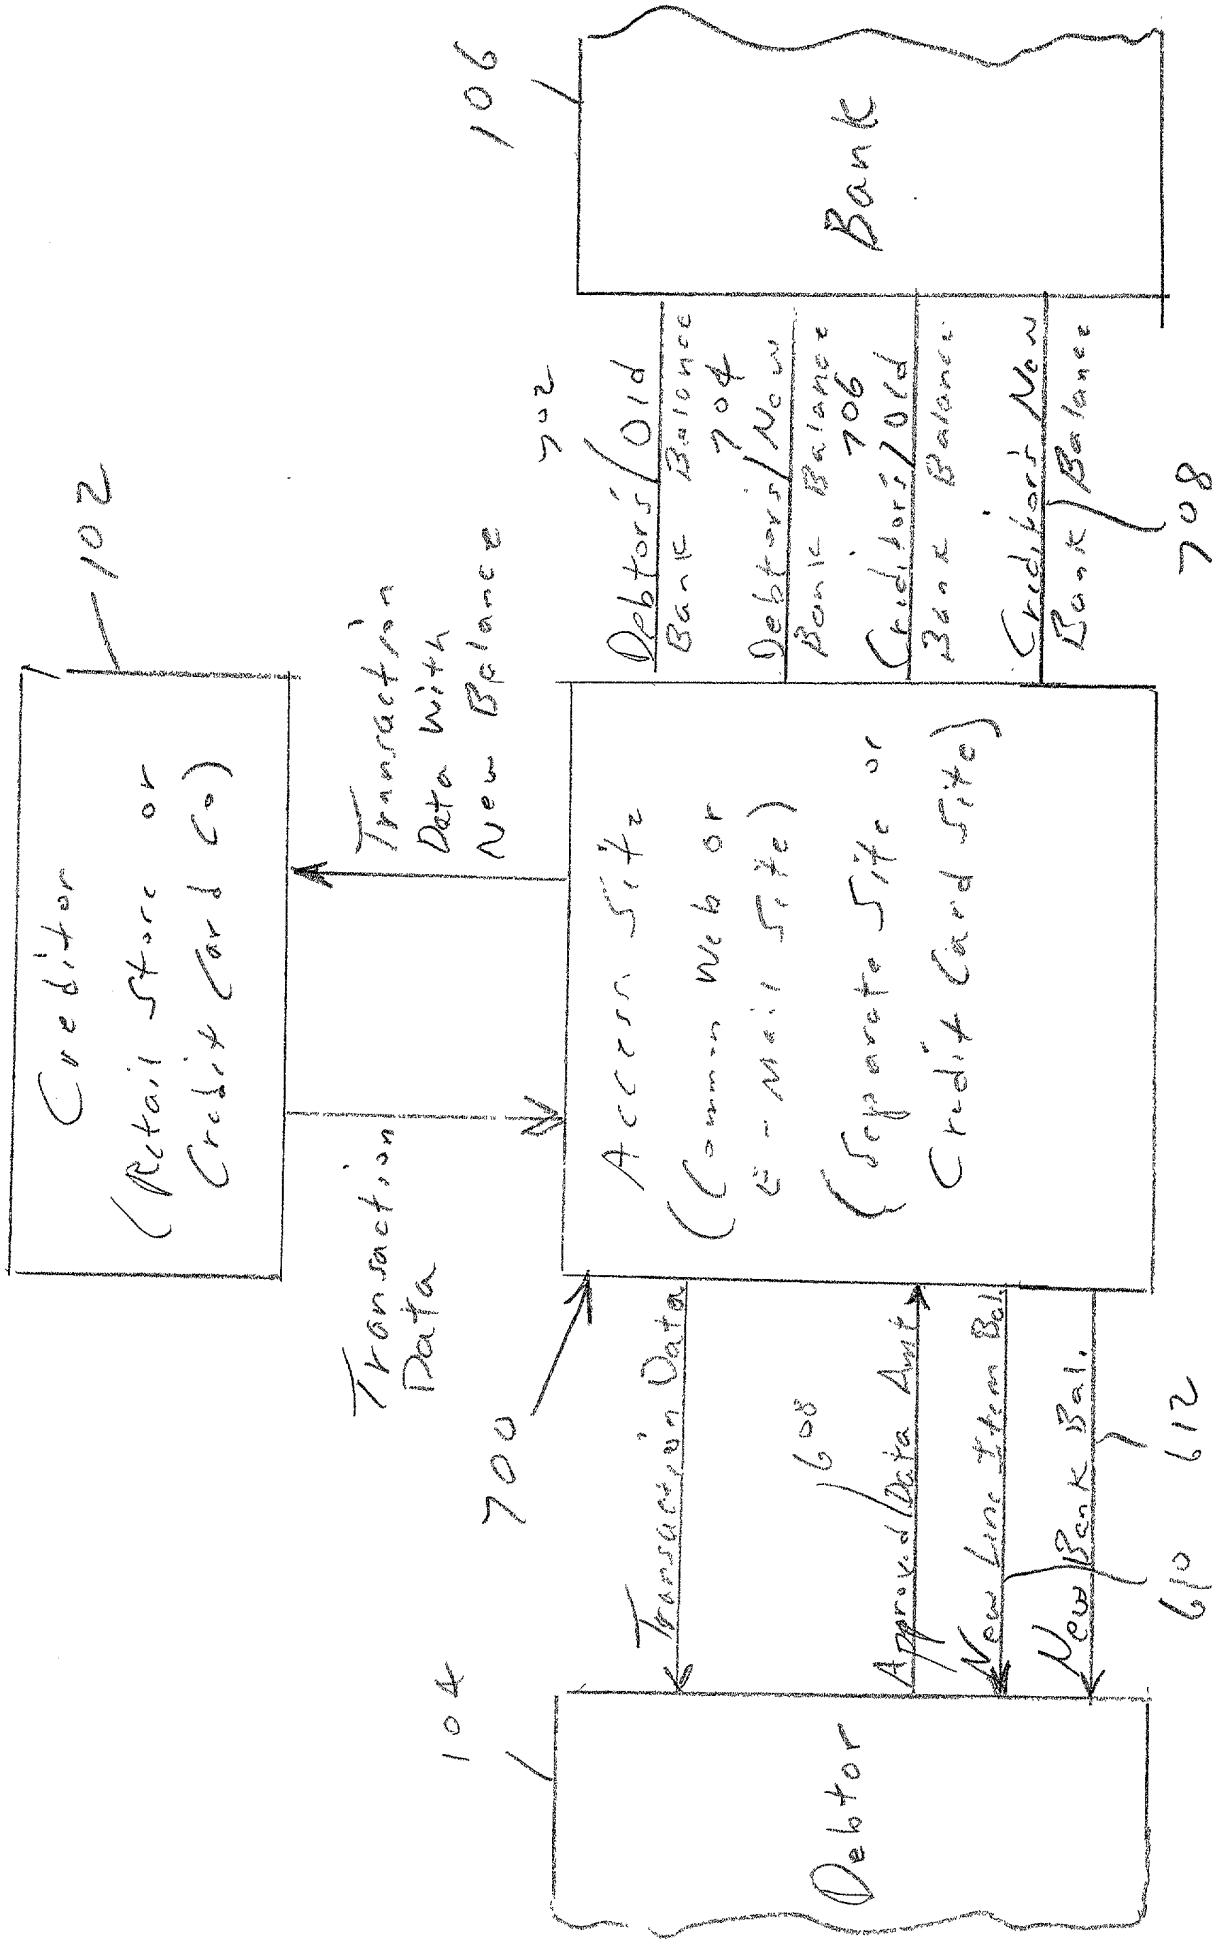 102
Creditor
(Retail Store or
Credit Card Co)
Transaction
Data
Transaction
Data With
New Balance
104
Debtor
700
Transaction Data
608
Approved Data Amt.
New Line Item Bal.
610
New Bank Bal.
612
Access Site
(Common Web or
E-Mail Site)
(Separate Site or
Credit Card Site)
702
Debtor's Old
Bank Balance
704
Debtor's New
Bank Balance
706
Creditor's Old
Bank Balance
Creditor's New
Bank Balance
708
106
Bank